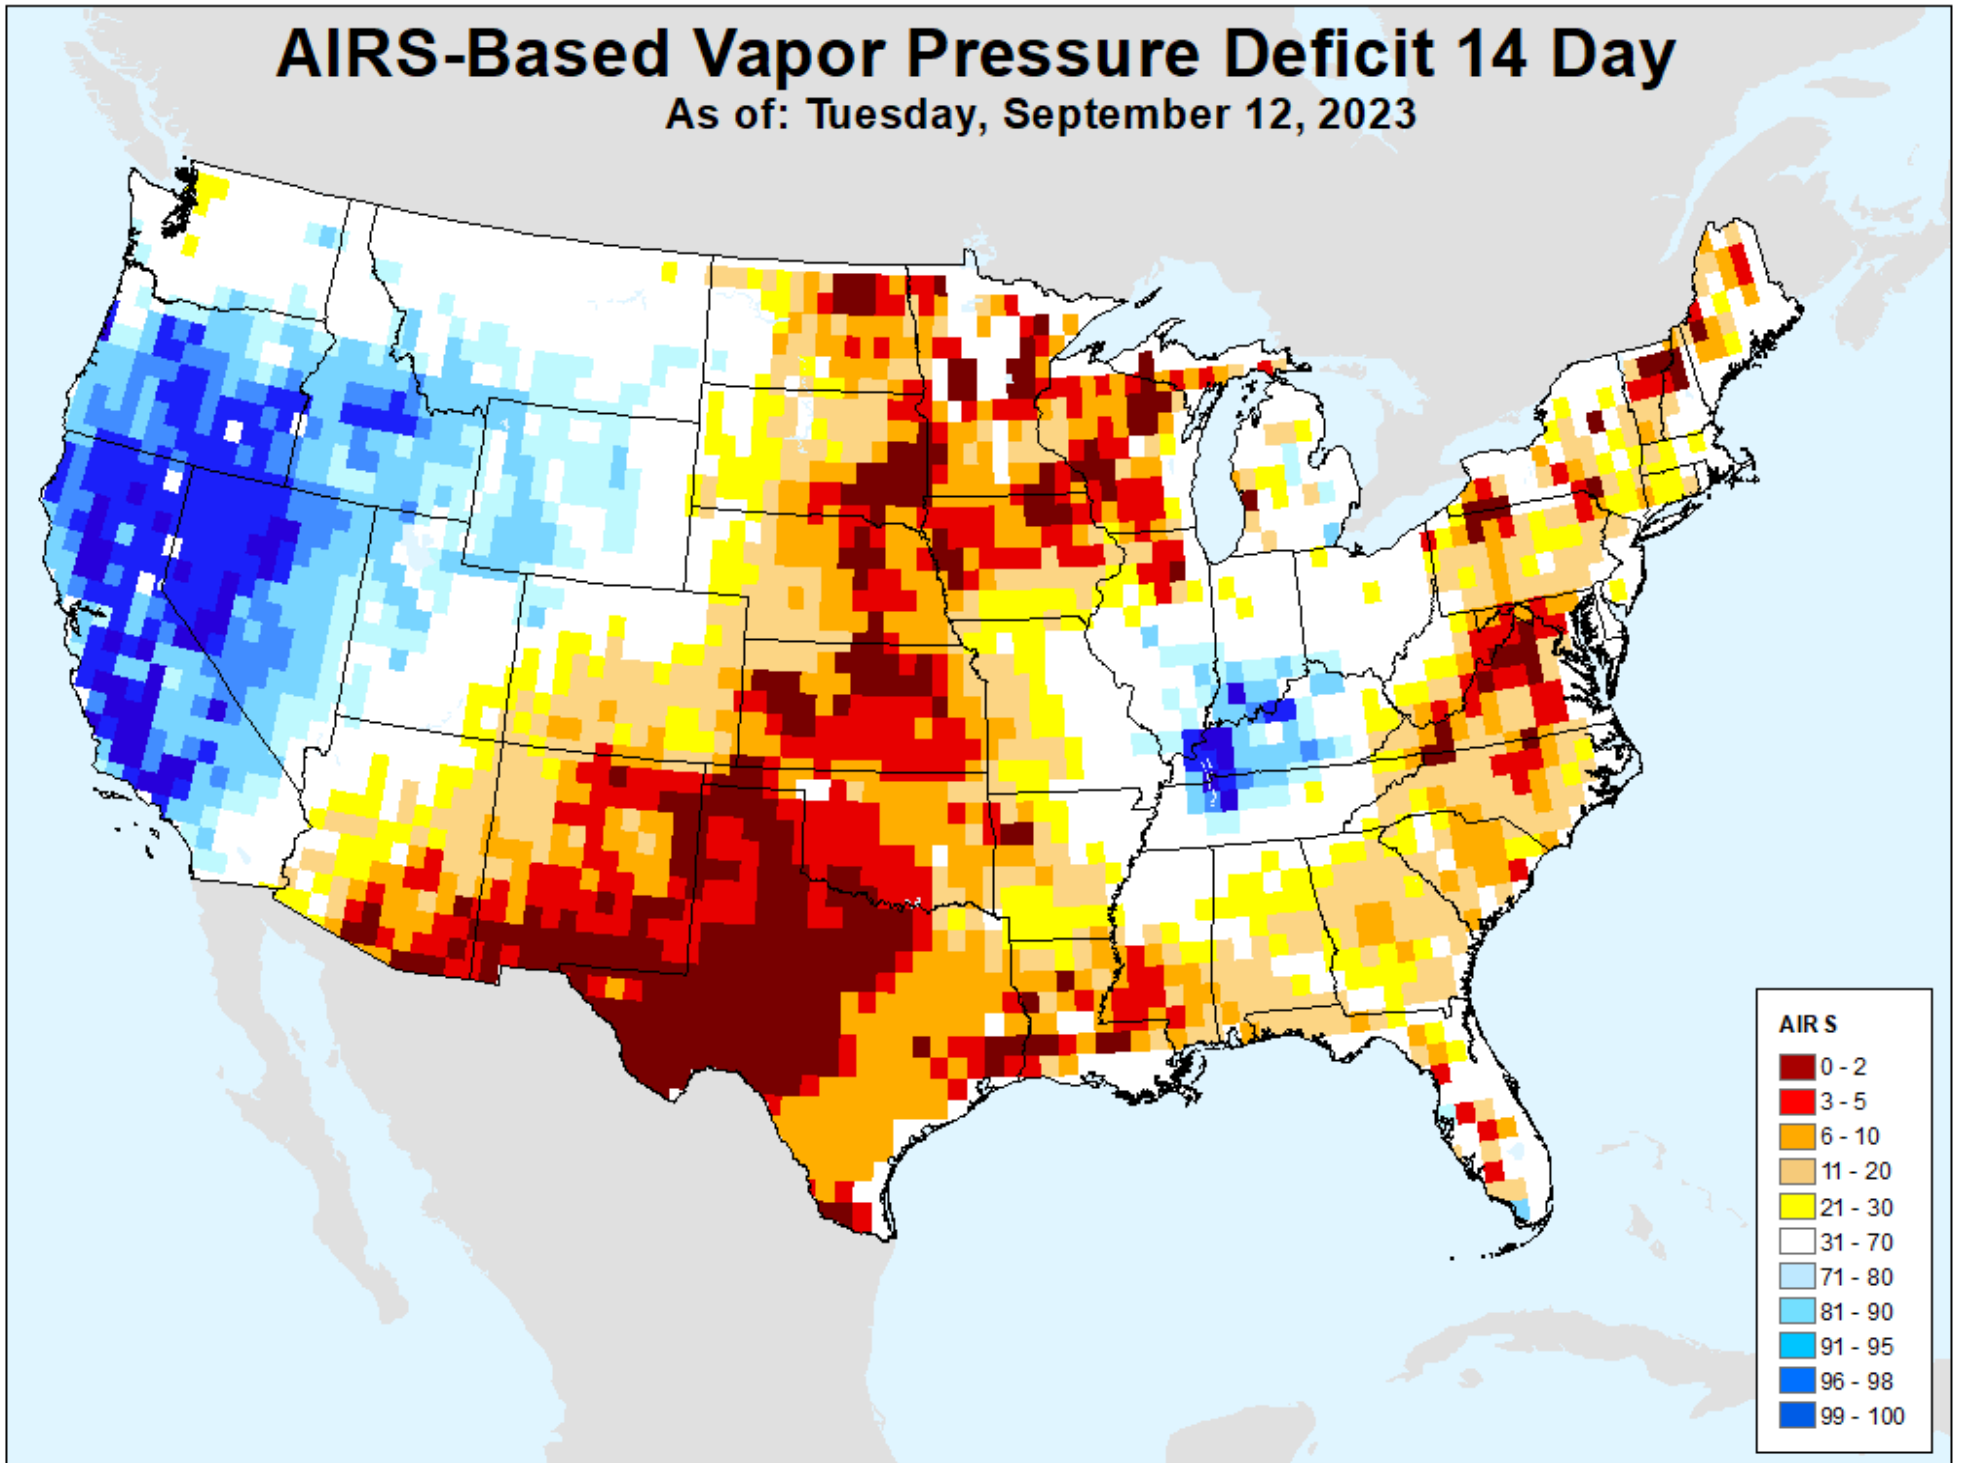 AIRS-Based Vapor Pressure Deficit 14 Day
As of: Tuesday, September 12, 2023
AIRS
0 - 2
3 - 5
6 - 10
11 - 20
21 - 30
31 - 70
71 - 80
81 - 90
91 - 95
96 - 98
99 - 100